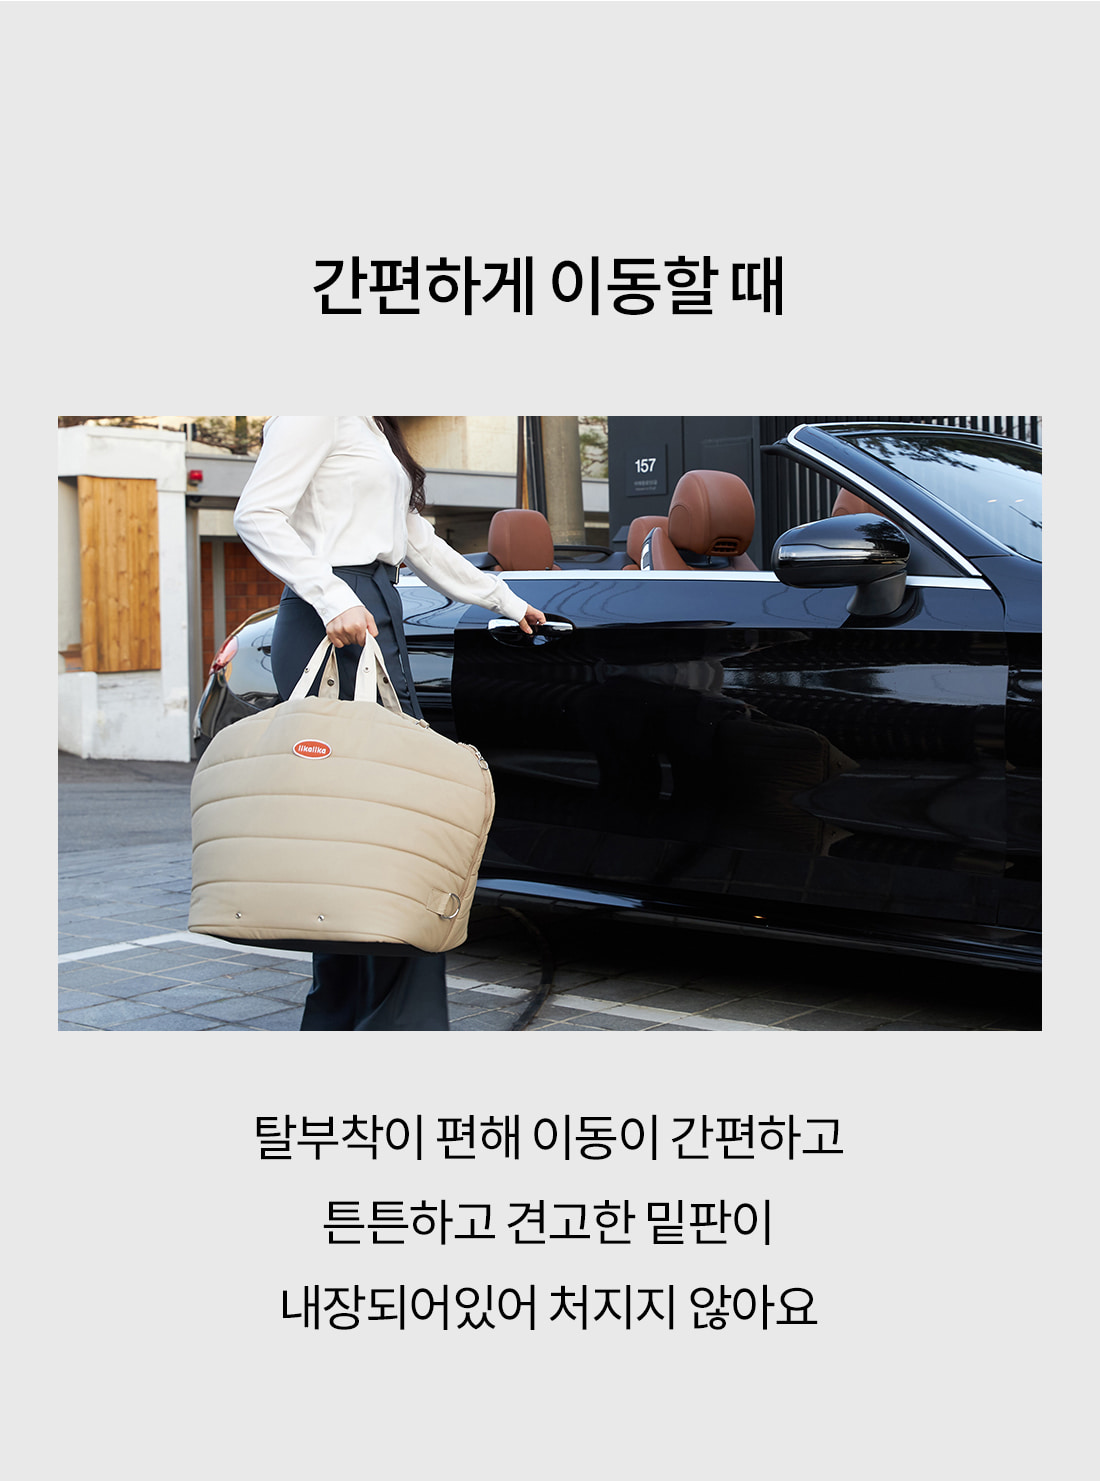 간편하게 이동할 때
157
likalika
탈부착이 편해 이동이 간편하고
튼튼하고 견고한 밑판이
내장되어있어 처지지 않아요